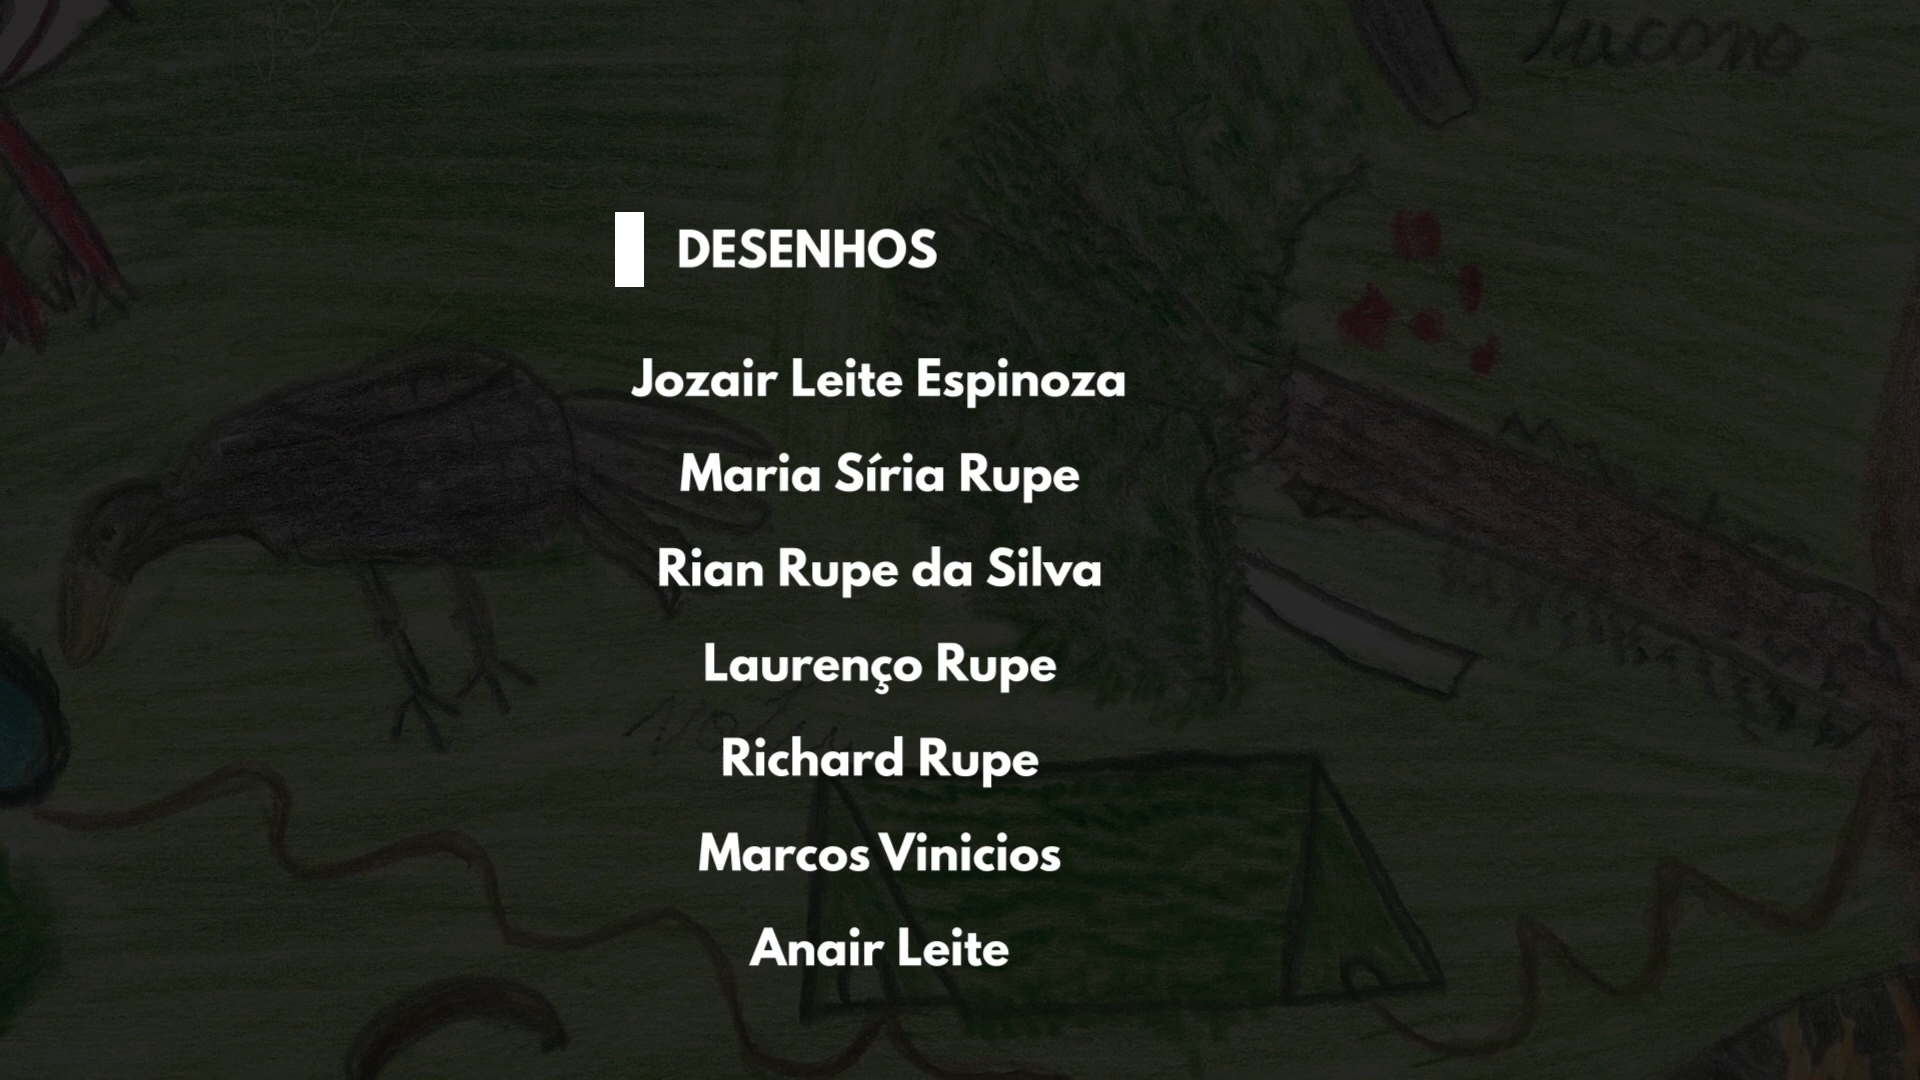 Tucano
DESENHOS
Jozair Leite Espinoza
Maria Síria Rupe
Rian Rupe da Silva
Laurenço Rupe
Richard Rupe
Marcos Vinicios
Anair Leite